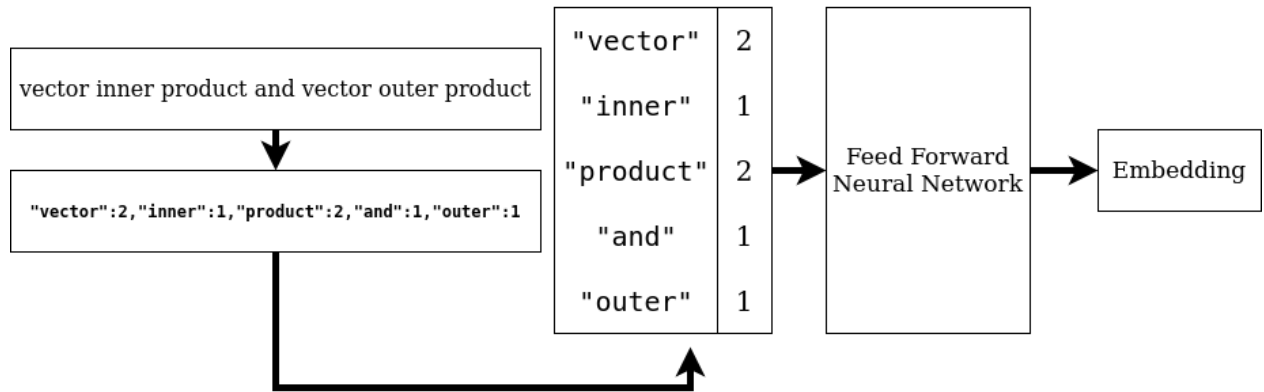 vector inner product and vector outer product
"vector":2,"inner":1,"product":2,"and":1,"outer":1
"vector" 2
"inner" 1
"product" 2
"and" 1
"outer" 1
Feed Forward
Neural Network
Embedding